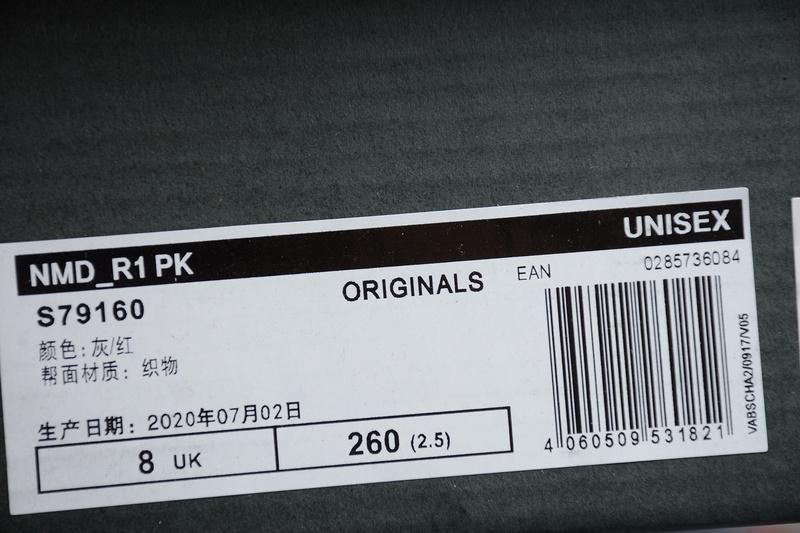 NMD_R1 PK UNISEX
S79160 ORIGINALS EAN 0285736084
颜色: 灰/红
帮面材质: 织物
生产日期: 2020年07月02日
8 UK 260 (2.5)
4 060509 531821
VABSCHA2/0917/V05